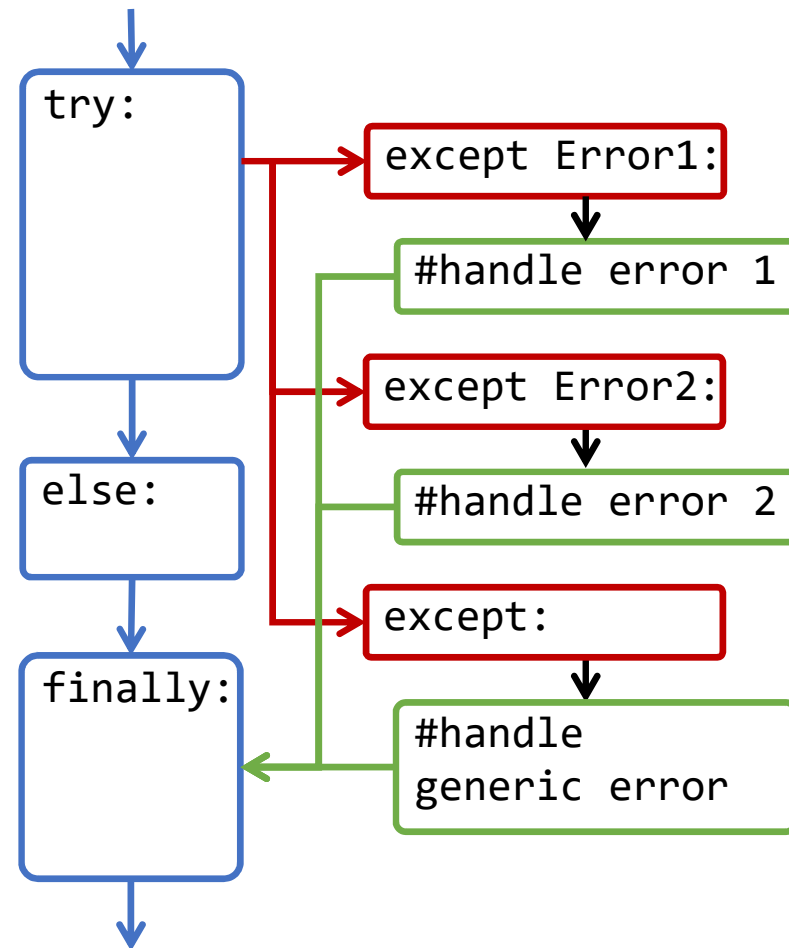 try:
except Error1:
#handle error 1
except Error2:
#handle error 2
else:
except:
finally:
#handle
generic error